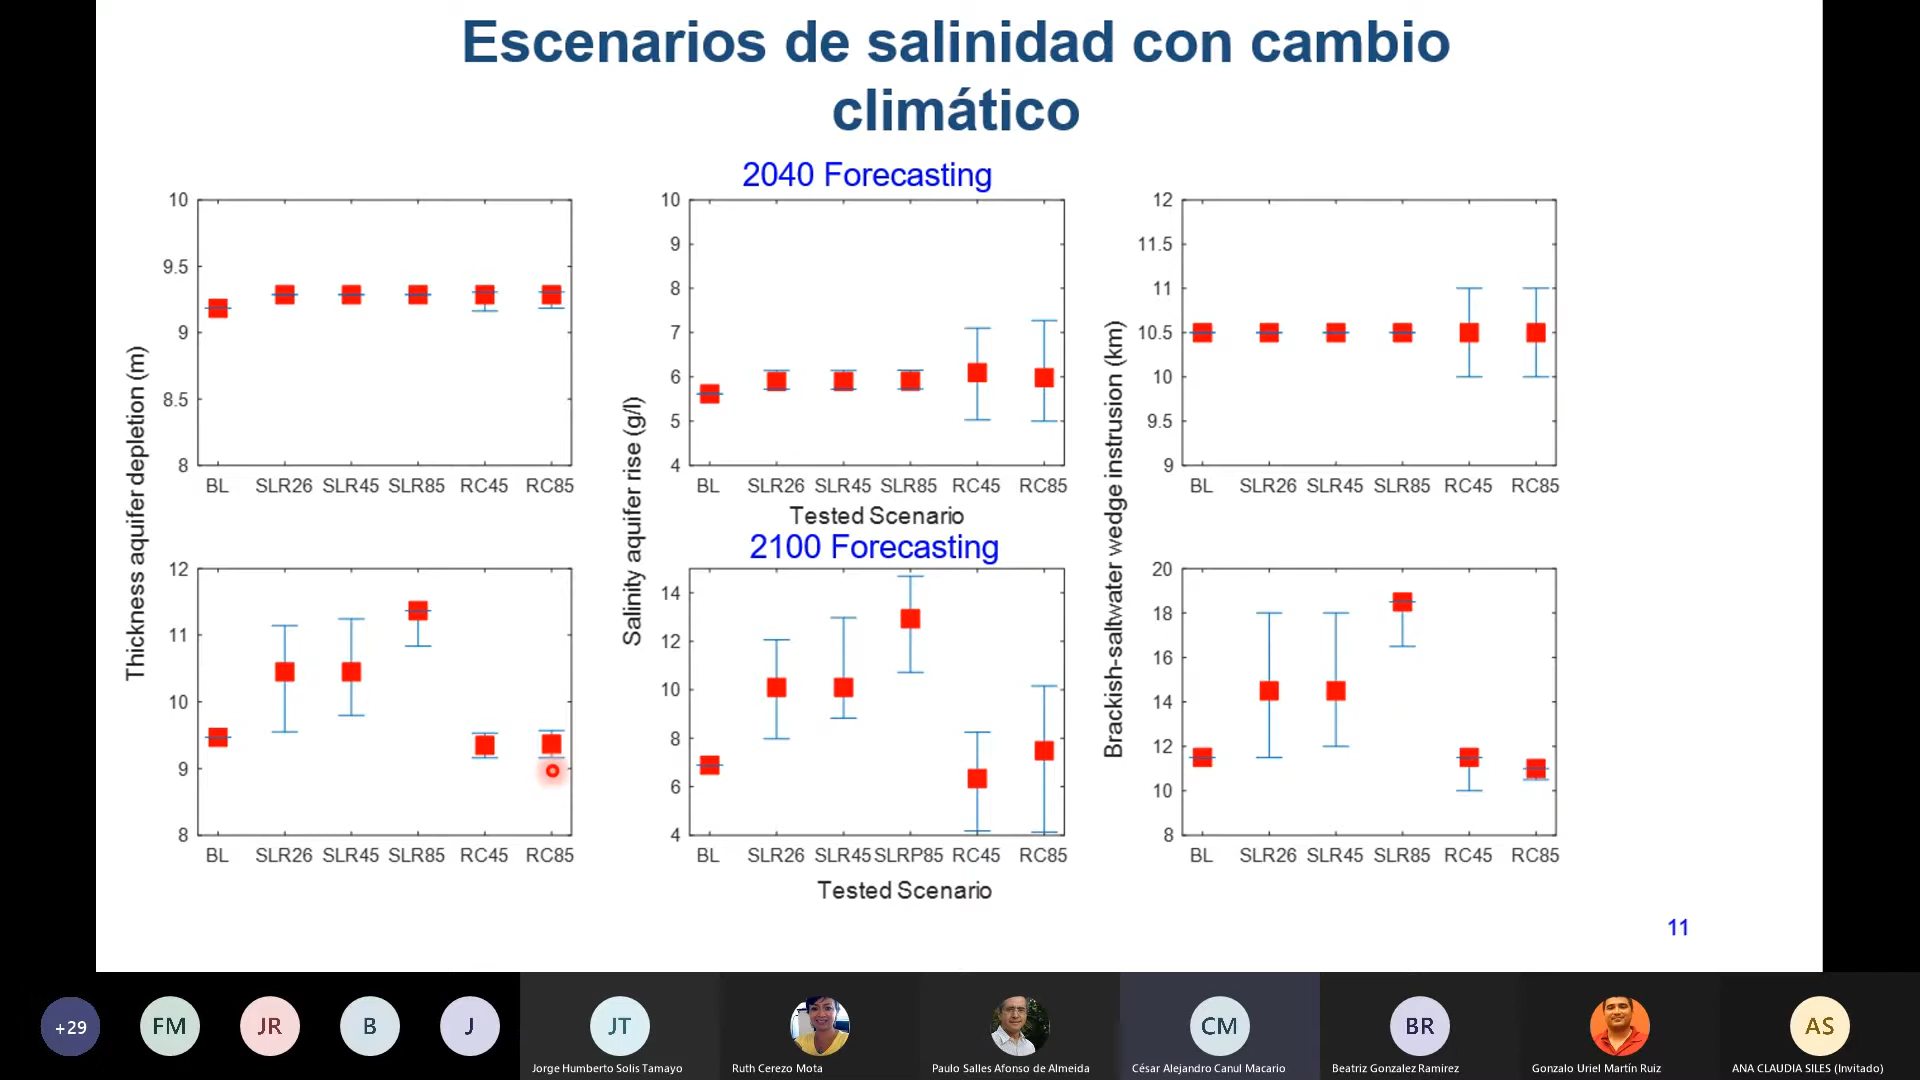 Escenarios de salinidad con cambio
climático
2040 Forecasting
Thickness aquifer depletion (m)
10
9.5
9
8.5
8
BL SLR26 SLR45 SLR85 RC45 RC85
Salinity aquifer rise (g/l)
10
9
8
7
6
5
4
BL SLR26 SLR45 SLR85 RC45 RC85
Tested Scenario
Brackish-saltwater wedge instrusion (km)
12
11.5
11
10.5
10
9.5
9
BL SLR26 SLR45 SLR85 RC45 RC85
2100 Forecasting
12
11
10
9
8
BL SLR26 SLR45 SLR85 RC45 RC85
14
12
10
8
6
4
BL SLR26 SLR45 SLRP85 RC45 RC85
Tested Scenario
20
18
16
14
12
10
8
BL SLR26 SLR45 SLR85 RC45 RC85
11
+29 FM JR B J JT CM BR AS
Jorge Humberto Solis Tamayo
Ruth Cerezo Mota
Paulo Salles Afonso de Almeida
César Alejandro Canul Macario
Beatriz Gonzalez Ramirez
Gonzalo Uriel Martín Ruiz
ANA CLAUDIA SILES (Invitado)